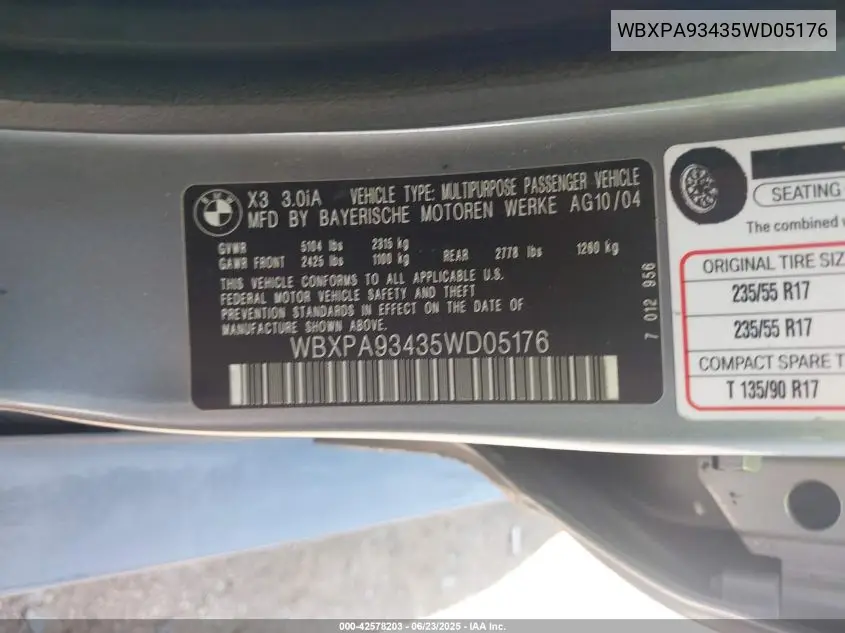 WBXPA93435WD05176
X3 3.0iA VEHICLE TYPE: MULTIPURPOSE PASSENGER VEHICLE
MFD BY BAYERISCHE MOTOREN WERKE AG10/04
GVWR 5104 lbs 2315 kg
GAWR FRONT 2425 lbs 1100 kg REAR 2778 lbs 1260 kg
THIS VEHICLE CONFORMS TO ALL APPLICABLE U.S.
FEDERAL MOTOR VEHICLE SAFETY AND THEFT
PREVENTION STANDARDS IN EFFECT ON THE DATE OF
MANUFACTURE SHOWN ABOVE.
WBXPA93435WD05176
7 012 956
SEATING
The combined
ORIGINAL TIRE SIZ
235/55 R17
235/55 R17
COMPACT SPARE T
T 135/90 R17
000-42578203 - 06/23/2025 - IAA Inc.